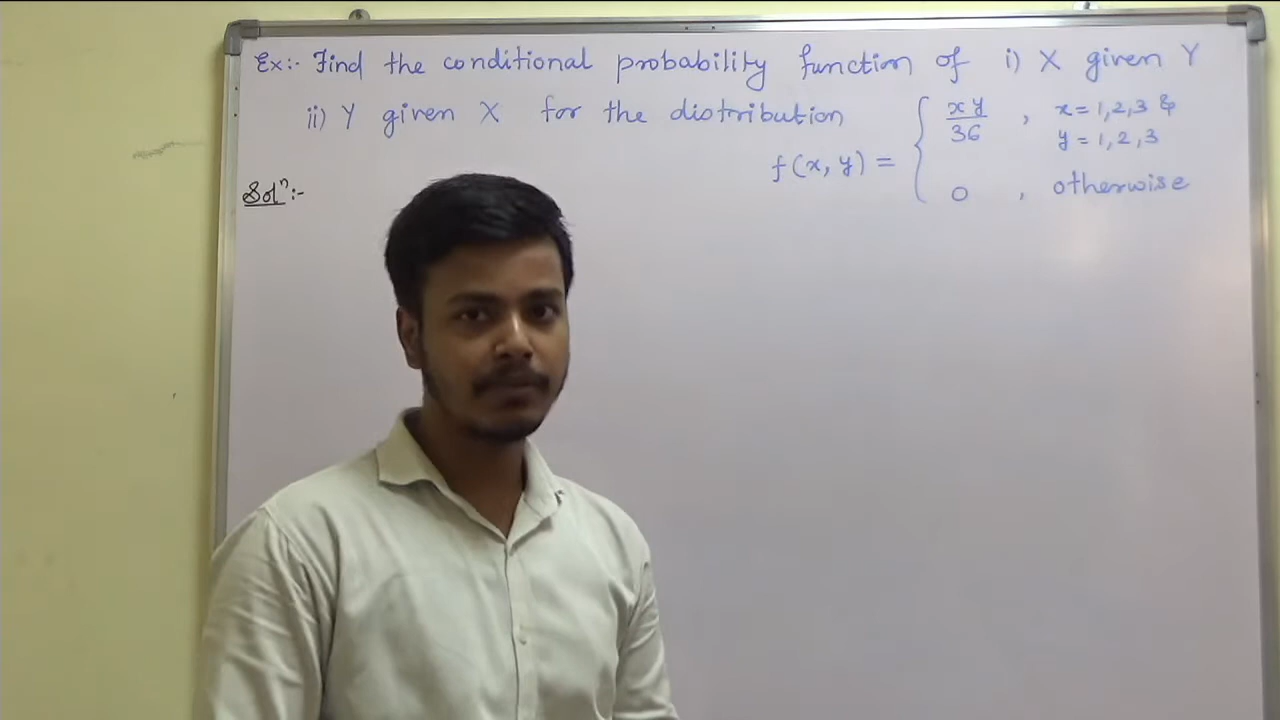 Ex:- Find the conditional probability function of i) X given Y
ii) Y given X for the distribution
f(x, y) = { xy/36 , x = 1,2,3 & y = 1,2,3
0 , otherwise
Solⁿ:-